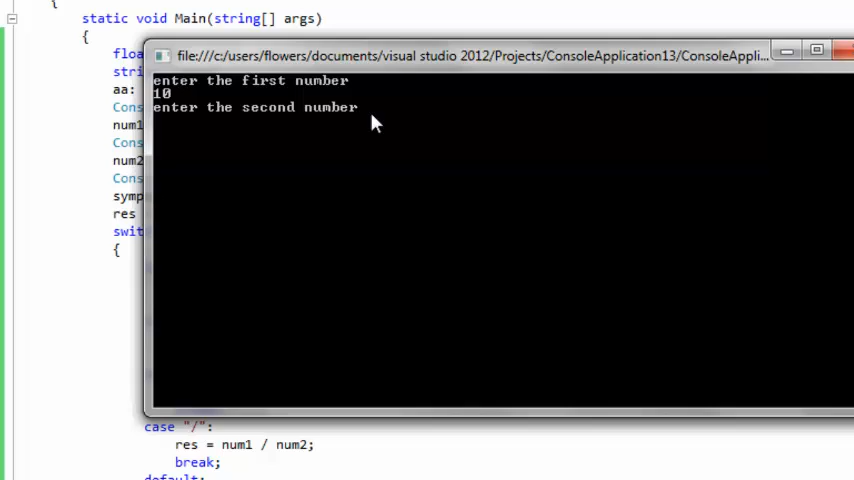 {
static void Main(string[] args)
{
file:///c:/users/flowers/documents/visual studio 2012/Projects/ConsoleApplication13/ConsoleAppli...
floa
enter the first number
stri
10
aa:
enter the second number
Cons
num1
Cons
num2
Cons
symp
res
swit
{
case "/":
res = num1 / num2;
break;
default: